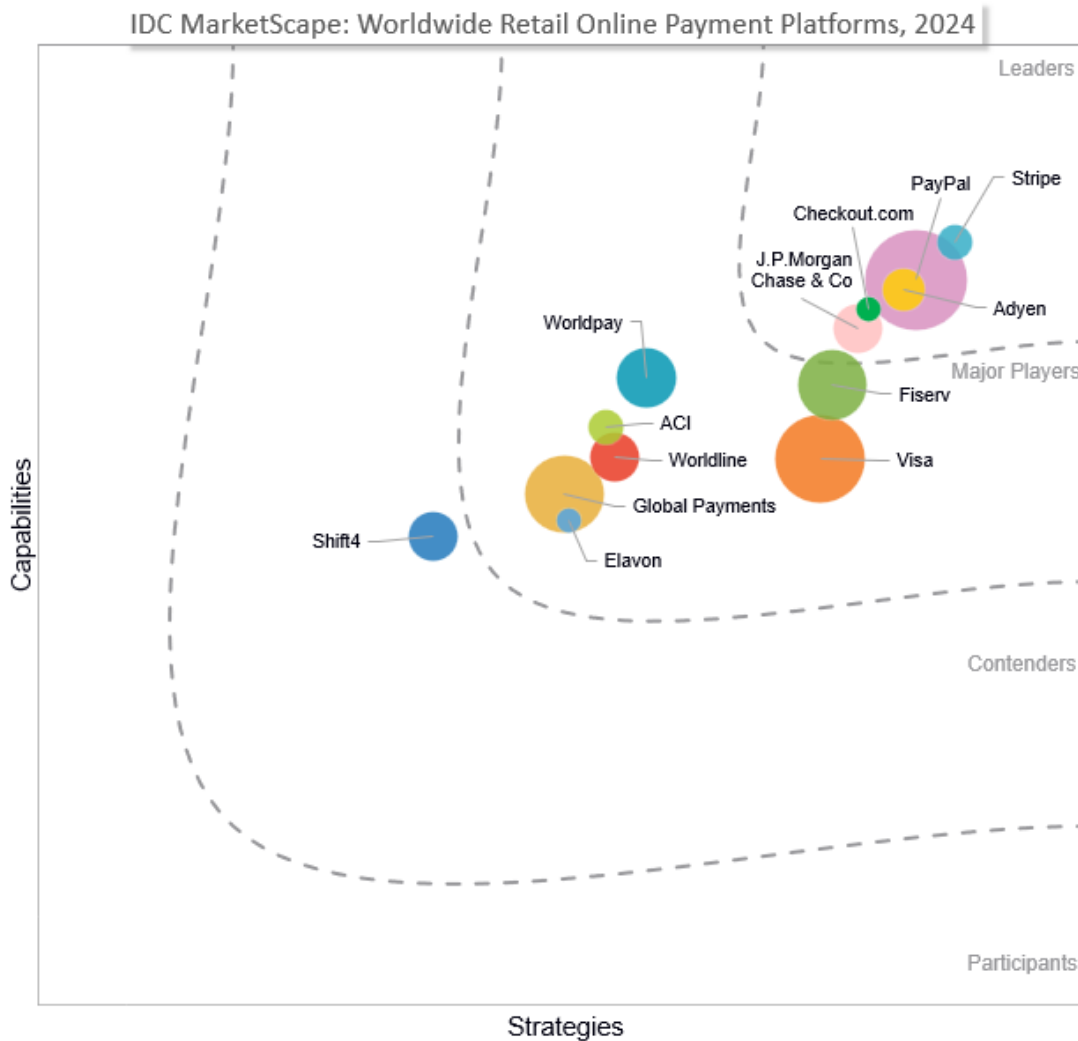 IDC MarketScape: Worldwide Retail Online Payment Platforms, 2024
Leaders
Stripe
PayPal
Checkout.com
J.P.Morgan
Chase & Co
Adyen
Worldpay
Major Players
Fiserv
ACI
Worldline
Visa
Global Payments
Shift4
Elavon
Capabilities
Contenders
Participants
Strategies